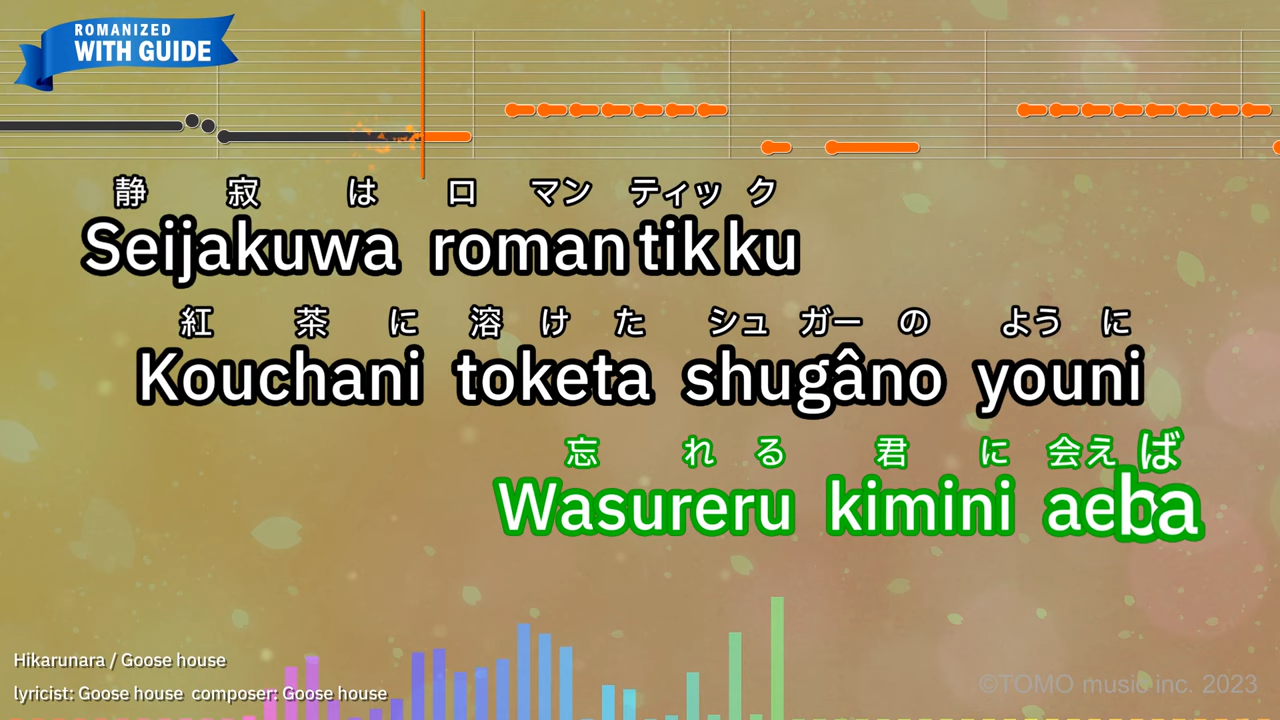 ROMANIZED
WITH GUIDE
静寂はロマンティック
Seijakuwa romantikku
紅茶に溶けたシュガーのように
Kouchani toketa shugâno youni
忘れる君に会えば
Wasureru kimini aeba
Hikarunara / Goose house
lyricist: Goose house composer: Goose house
©TOMO music inc. 2023